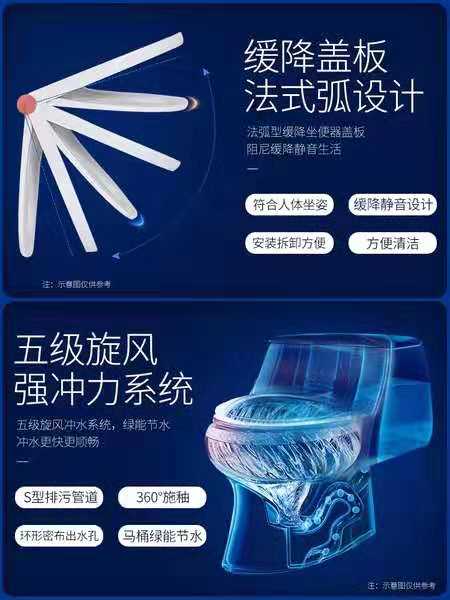 缓降盖板
法式弧设计
法弧型缓降坐便器盖板
阻尼缓降静音生活
符合人体坐姿
缓降静音设计
安装拆卸方便
方便清洁
注：示意图仅供参考
五级旋风
强冲力系统
五级旋风冲水系统，绿能节水
冲水更快更顺畅
S型排污管道
360°施釉
环形密布出水孔
马桶绿能节水
注：示意图仅供参考